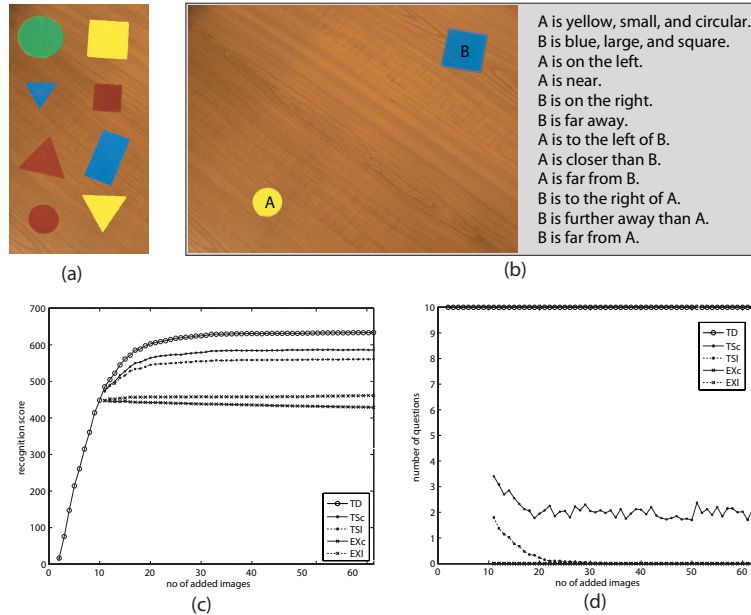 B
A
A is yellow, small, and circular.
B is blue, large, and square.
A is on the left.
A is near.
B is on the right.
B is far away.
A is to the left of B.
A is closer than B.
A is far from B.
B is to the right of A.
B is further away than A.
B is far from A.
(a)
(b)
700
600
500
400
300
200
100
0
recognition score
0 10 20 30 40 50 60
no of added images
TD
TSc
TSl
EXc
EXl
(c)
10
9
8
7
6
5
4
3
2
1
0
number of questions
0 10 20 30 40 50 60
no of added images
TD
TSc
TSl
EXc
EXl
(d)